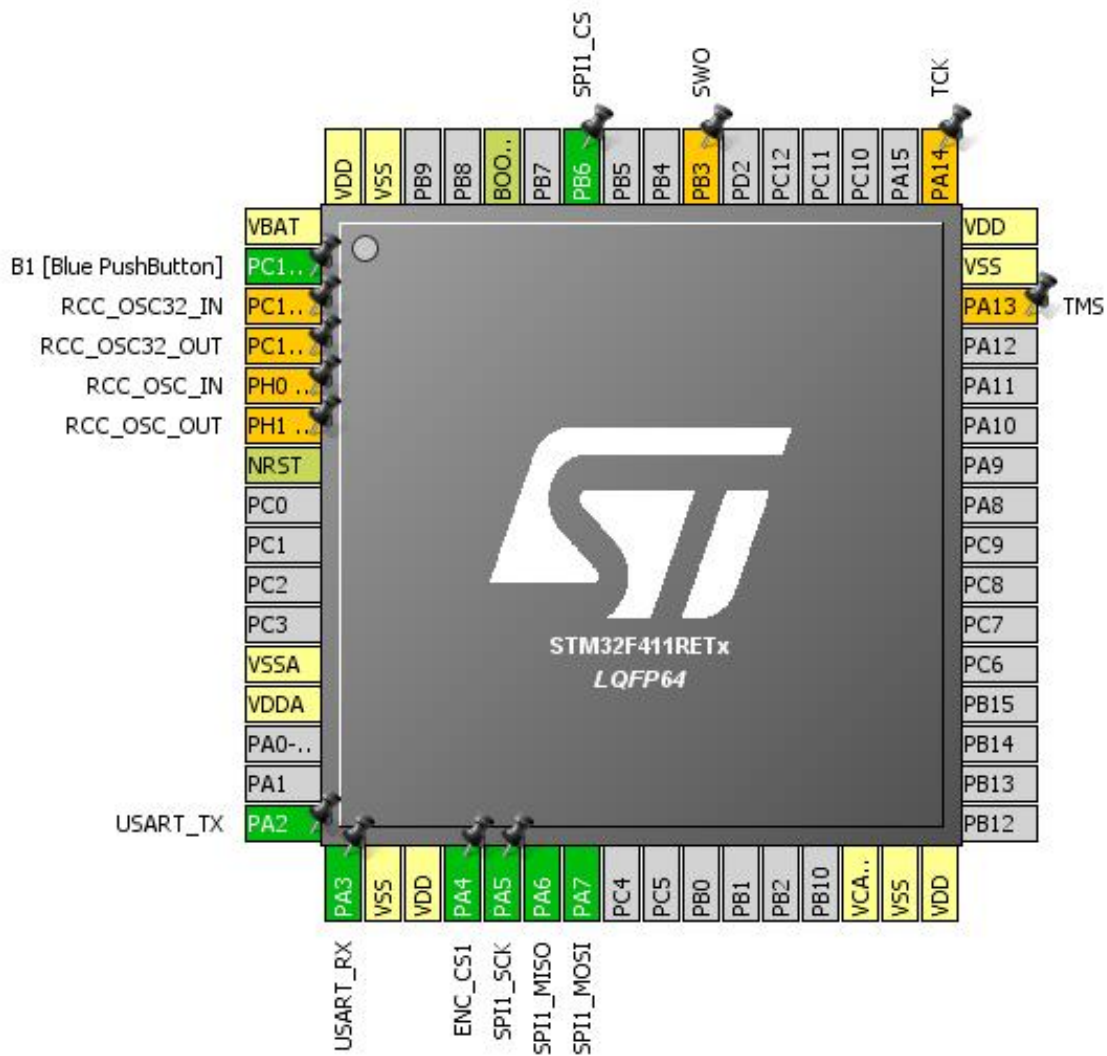 SPI1_CS
SWO
TCK
VDD
VSS
PB9
PB8
BOO..
PB7
PB6
PB5
PB4
PB3
PD2
PC12
PC11
PC10
PA15
PA14
VBAT
B1 [Blue PushButton]
PC1..
RCC_OSC32_IN
PC1..
RCC_OSC32_OUT
PC1..
RCC_OSC_IN
PH0 ..
RCC_OSC_OUT
PH1 ..
NRST
PC0
PC1
PC2
PC3
VSSA
VDDA
PA0-..
PA1
USART_TX
PA2
VDD
VSS
PA13
TMS
PA12
PA11
PA10
PA9
PA8
PC9
PC8
PC7
PC6
PB15
PB14
PB13
PB12
ST
STM32F411RETx
LQFP64
PA3
VSS
VDD
PA4
PA5
PA6
PA7
PC4
PC5
PB0
PB1
PB2
PB10
VCA..
VSS
VDD
USART_RX
ENC_CS1
SPI1_SCK
SPI1_MISO
SPI1_MOSI